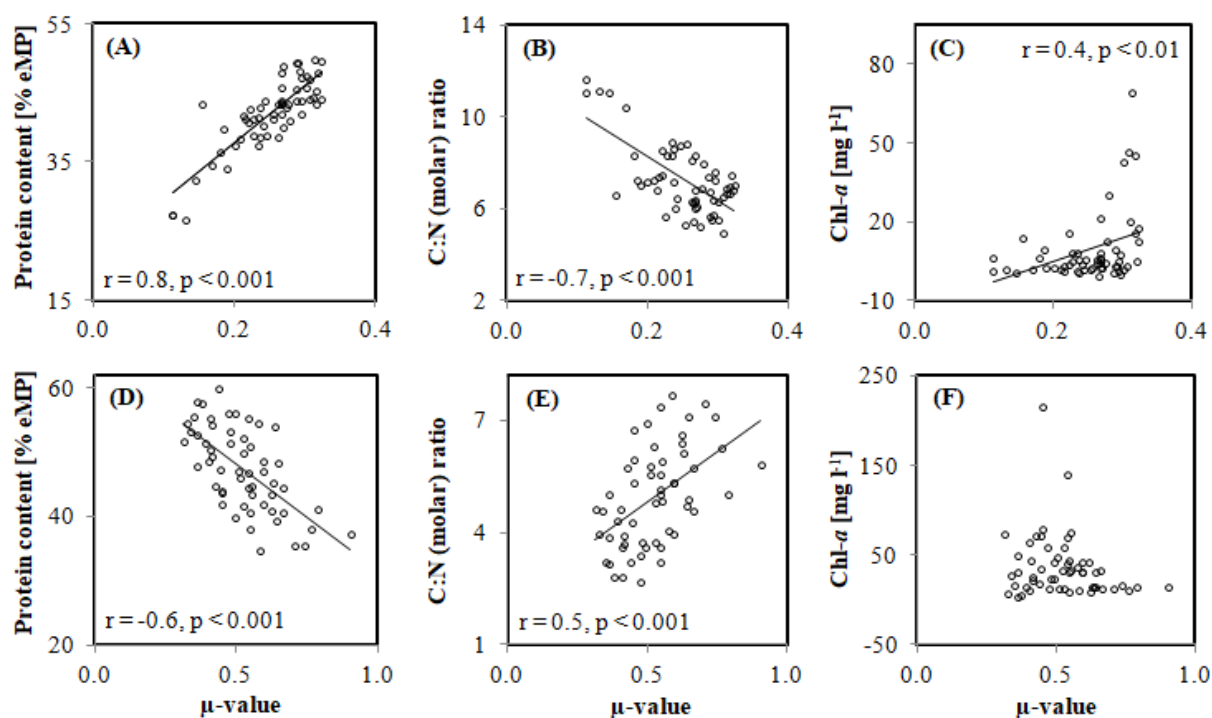 Protein content [% eMP]
55
35
15
(A)
r = 0.8, p < 0.001
0.0 0.2 0.4
C:N (molar) ratio
14
10
6
2
(B)
r = -0.7, p < 0.001
0.0 0.2 0.4
Chl-a [mg l-1]
80
50
20
-10
(C)
r = 0.4, p < 0.01
0.0 0.2 0.4
Protein content [% eMP]
60
40
20
(D)
r = -0.6, p < 0.001
0.0 0.5 1.0
μ-value
C:N (molar) ratio
7
4
1
(E)
r = 0.5, p < 0.001
0.0 0.5 1.0
μ-value
Chl-a [mg l-1]
250
150
50
-50
(F)
0.0 0.5 1.0
μ-value